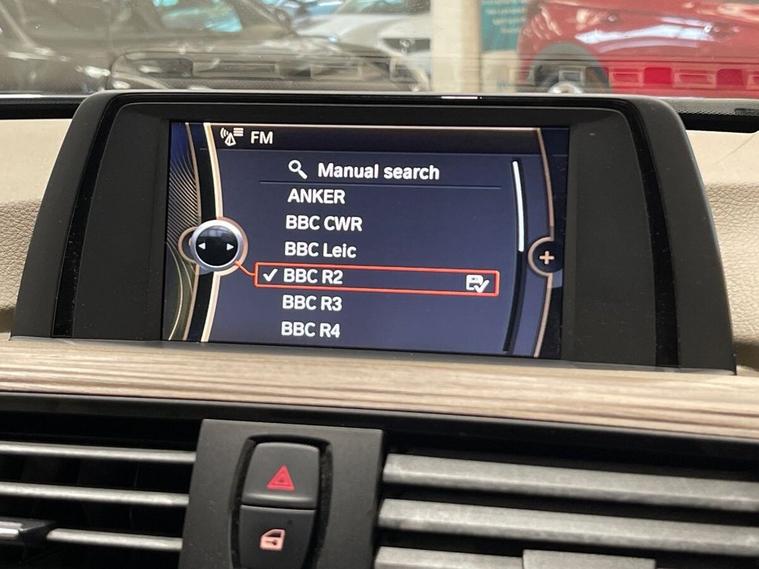 FM
Manual search
ANKER
BBC CWR
BBC Leic
BBC R2
BBC R3
BBC R4